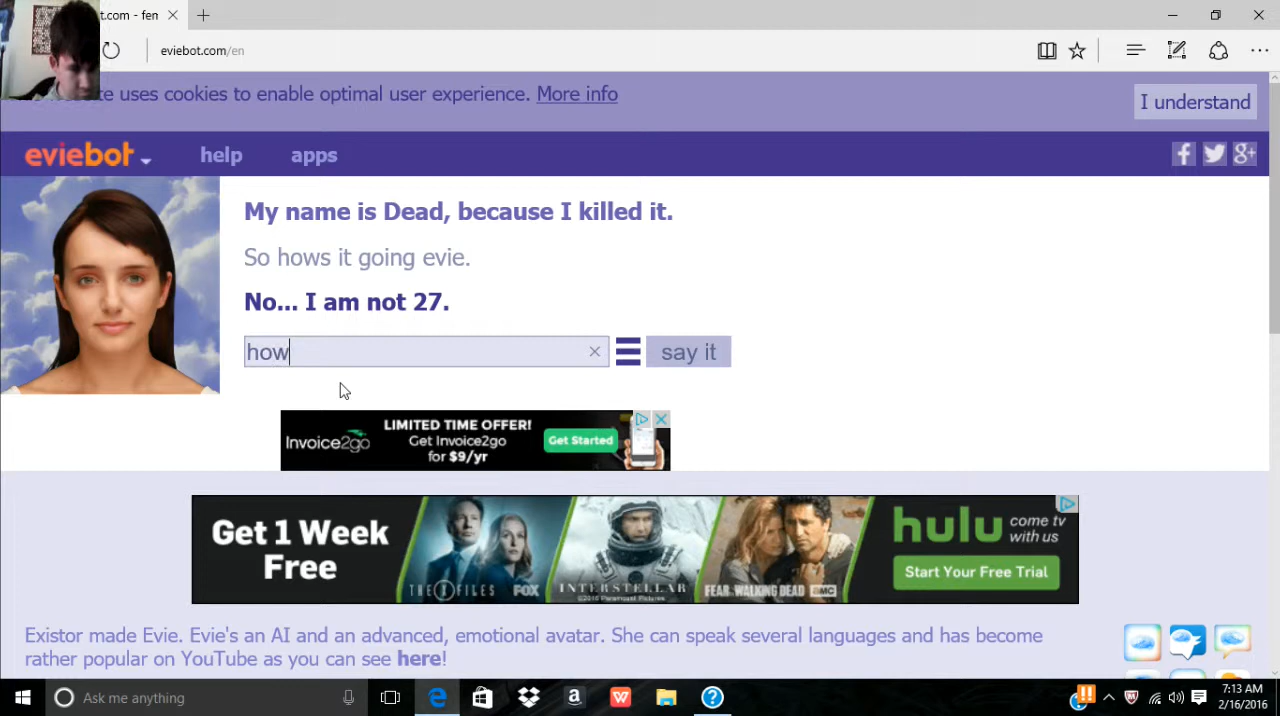 t.com - fen
eviebot.com/en
te uses cookies to enable optimal user experience. More info
I understand
eviebot
help
apps
My name is Dead, because I killed it.
So hows it going evie.
No... I am not 27.
how
say it
LIMITED TIME OFFER!
Invoice2go
Get Invoice2go
for $9/yr
Get Started
Get 1 Week
Free
THE X FILES
FOX
INTERSTELLAR
©2016 Paramount Pictures
FEAR THE WALKING DEAD
AMC
hulu
come tv
with us
Start Your Free Trial
Existor made Evie. Evie's an AI and an advanced, emotional avatar. She can speak several languages and has become
rather popular on YouTube as you can see here!
Ask me anything
7:13 AM
2/16/2016